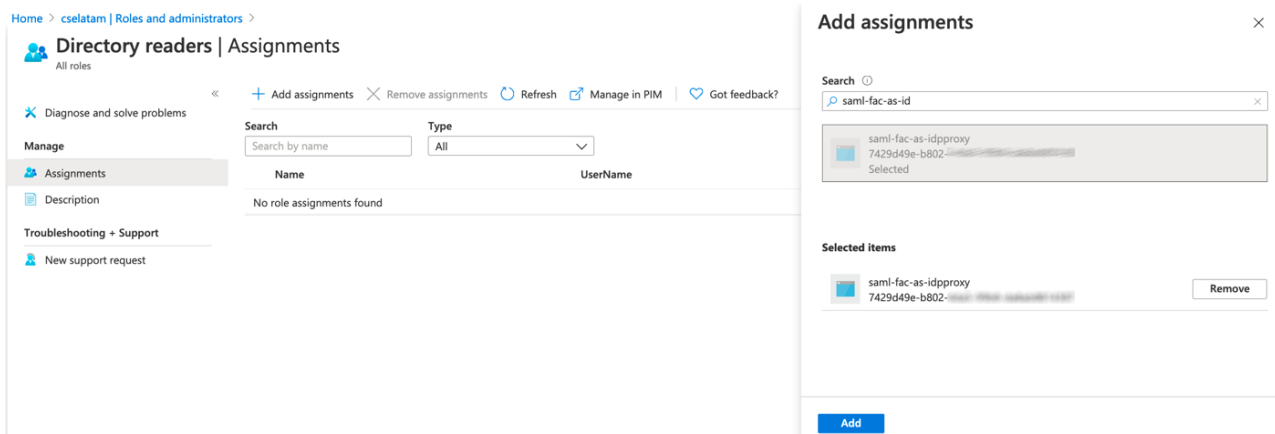 Home > cselatam | Roles and administrators >
Directory readers | Assignments
All roles
«
Diagnose and solve problems
Manage
Assignments
Description
Troubleshooting + Support
New support request
Add assignments Remove assignments Refresh Manage in PIM Got feedback?
Search Type
Search by name All
Name UserName
No role assignments found
Add assignments
Search
saml-fac-as-id
saml-fac-as-idpproxy
7429d49e-b802-
Selected
Selected items
saml-fac-as-idpproxy
7429d49e-b802-
Remove
Add